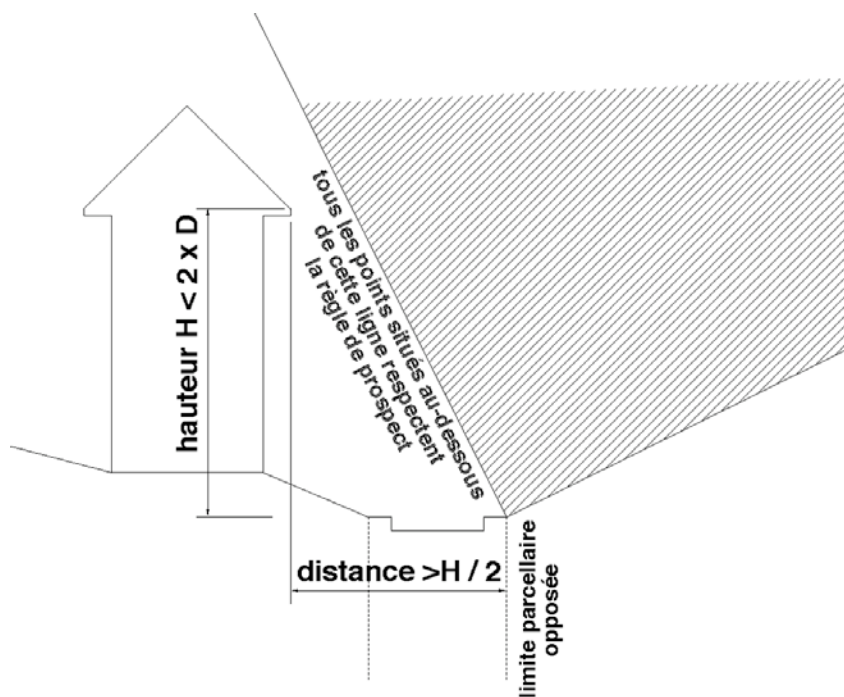 hauteur H < 2 x D
tous les points situés au-dessous
de cette ligne respectent
la règle de prospect
distance >H / 2
limite parcellaire
opposée